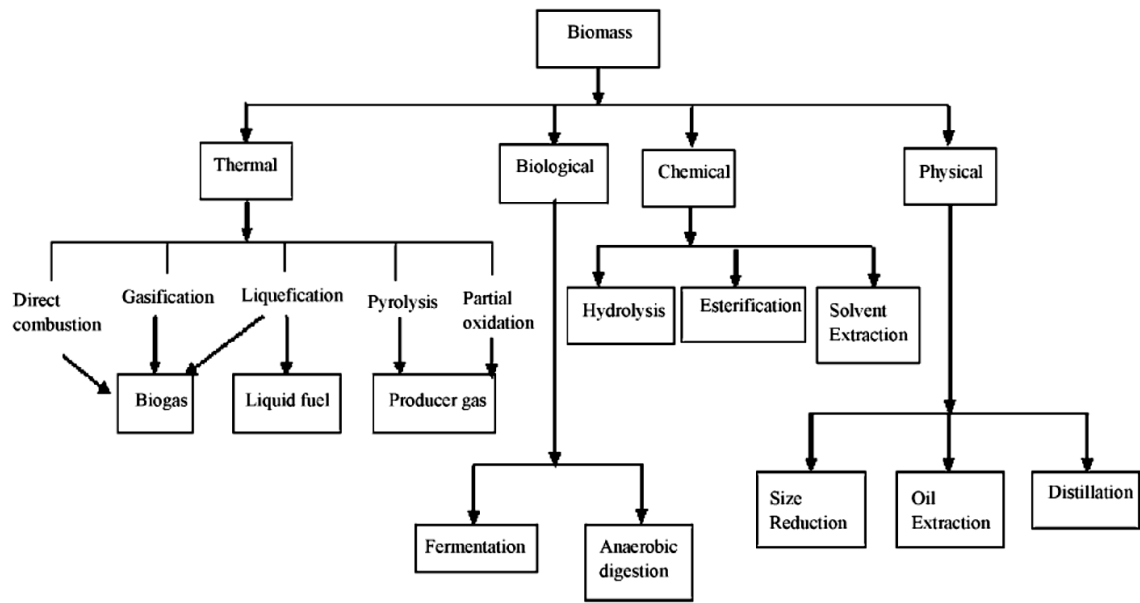 Biomass
Thermal
Biological
Chemical
Physical
Direct
combustion
Gasification
Liquefication
Pyrolysis
Partial
oxidation
Hydrolysis
Esterification
Solvent
Extraction
Biogas
Liquid fuel
Producer gas
Size
Reduction
Oil
Extraction
Distillation
Fermentation
Anaerobic
digestion